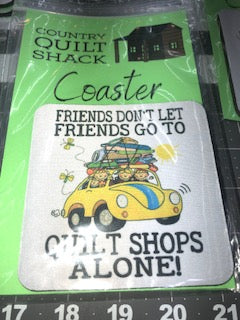 COUNTRY
QUILT
SHACK
Coaster
FRIENDS DON'T LET
FRIENDS GO TO
QUILT SHOPS
ALONE!
17 18 19 20 21